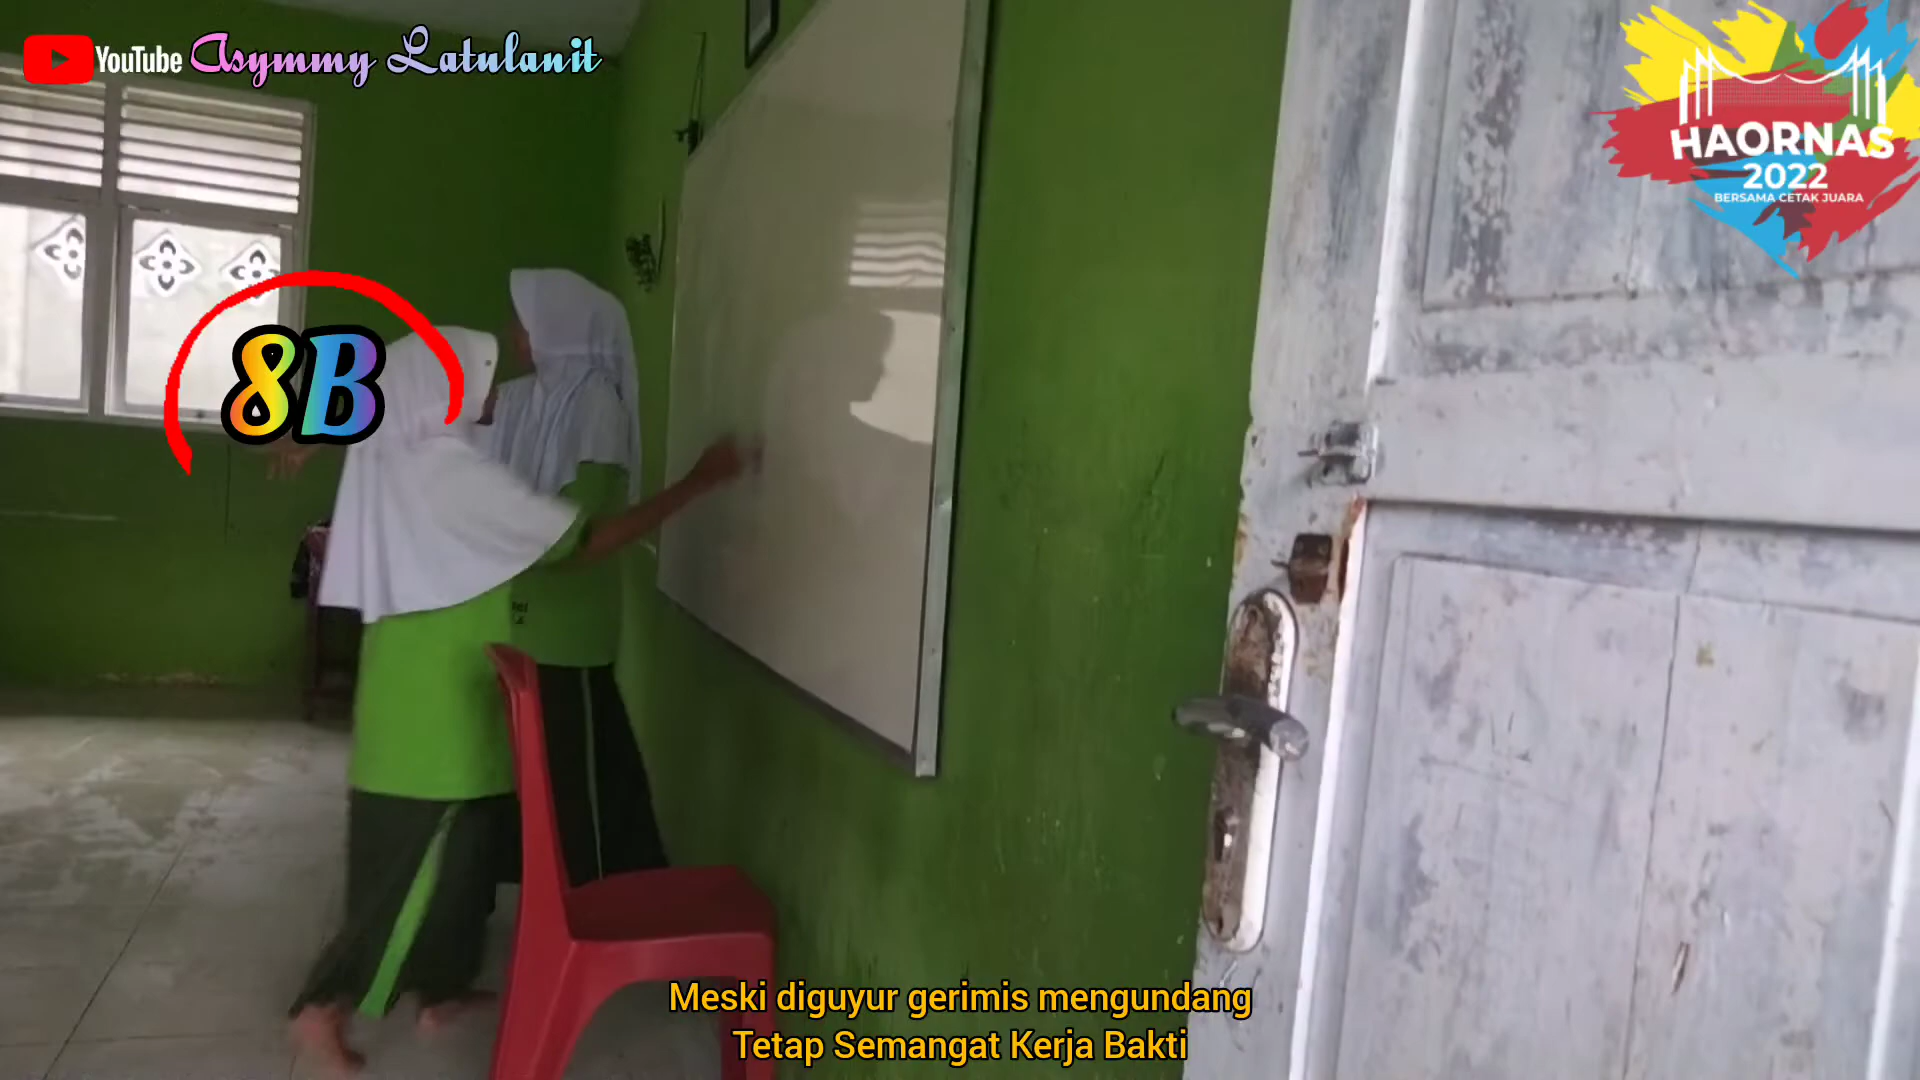 YouTube Asymmy Latulanit
HAORNAS
2022
BERSAMA CETAK JUARA
8B
Meski diguyur gerimis mengundang
Tetap Semangat Kerja Bakti